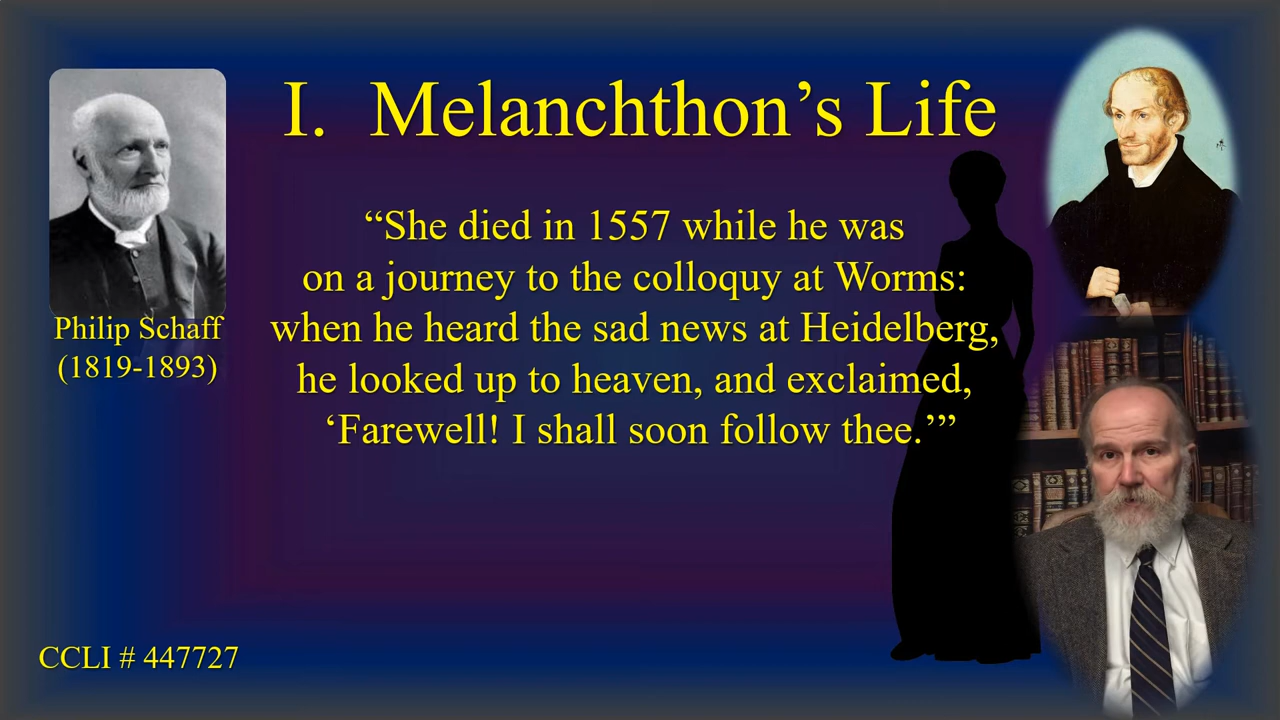 I. Melanchthon’s Life
“She died in 1557 while he was
on a journey to the colloquy at Worms:
when he heard the sad news at Heidelberg,
he looked up to heaven, and exclaimed,
‘Farewell! I shall soon follow thee.’”
Philip Schaff
(1819-1893)
CCLI # 447727